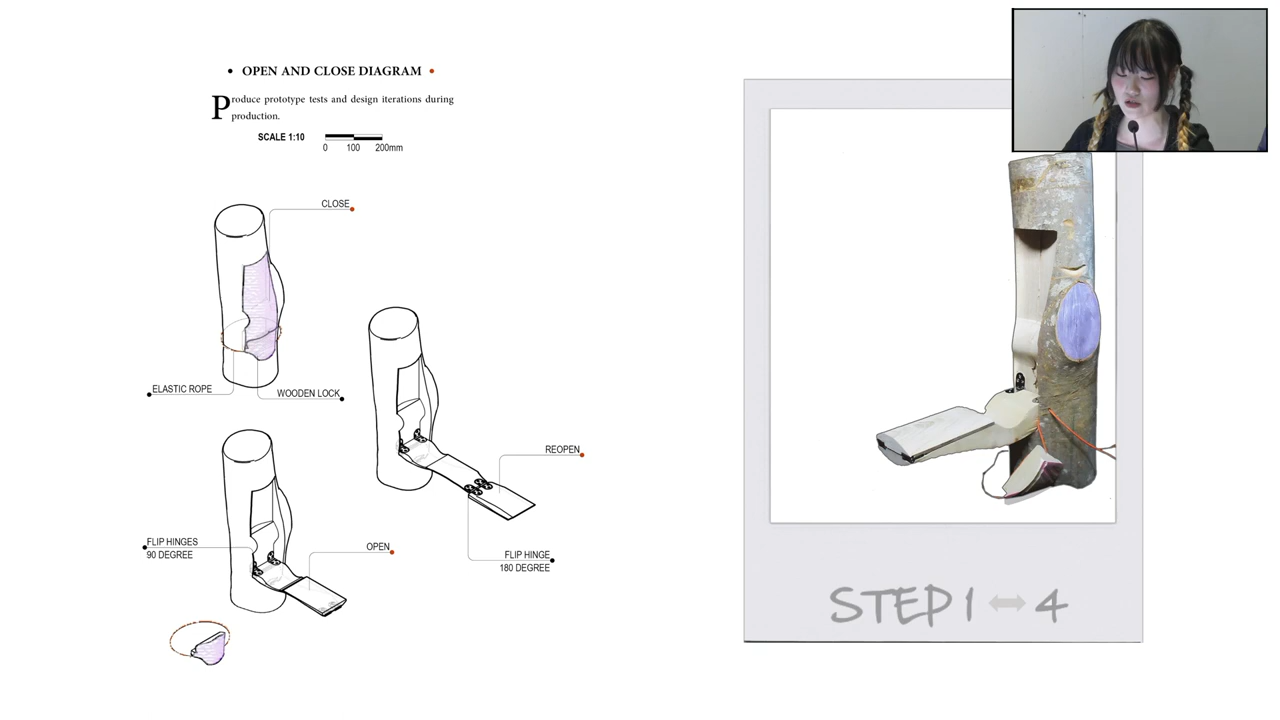 OPEN AND CLOSE DIAGRAM
Produce prototype tests and design iterations during
production.
SCALE 1:10
0 100 200mm
CLOSE
ELASTIC ROPE
WOODEN LOCK
REOPEN
FLIP HINGES
90 DEGREE
OPEN
FLIP HINGE
180 DEGREE
STEP 1 ↔ 4